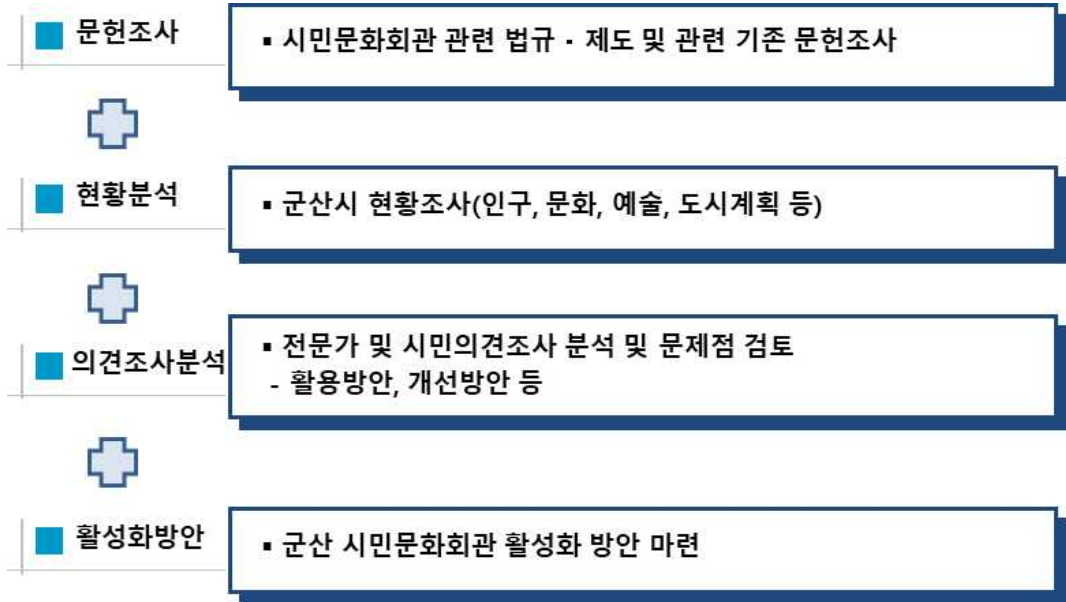 문헌조사
▪ 시민문화회관 관련 법규 · 제도 및 관련 기존 문헌조사
현황분석
▪ 군산시 현황조사(인구, 문화, 예술, 도시계획 등)
의견조사분석
▪ 전문가 및 시민의견조사 분석 및 문제점 검토
- 활용방안, 개선방안 등
활성화방안
▪ 군산 시민문화회관 활성화 방안 마련